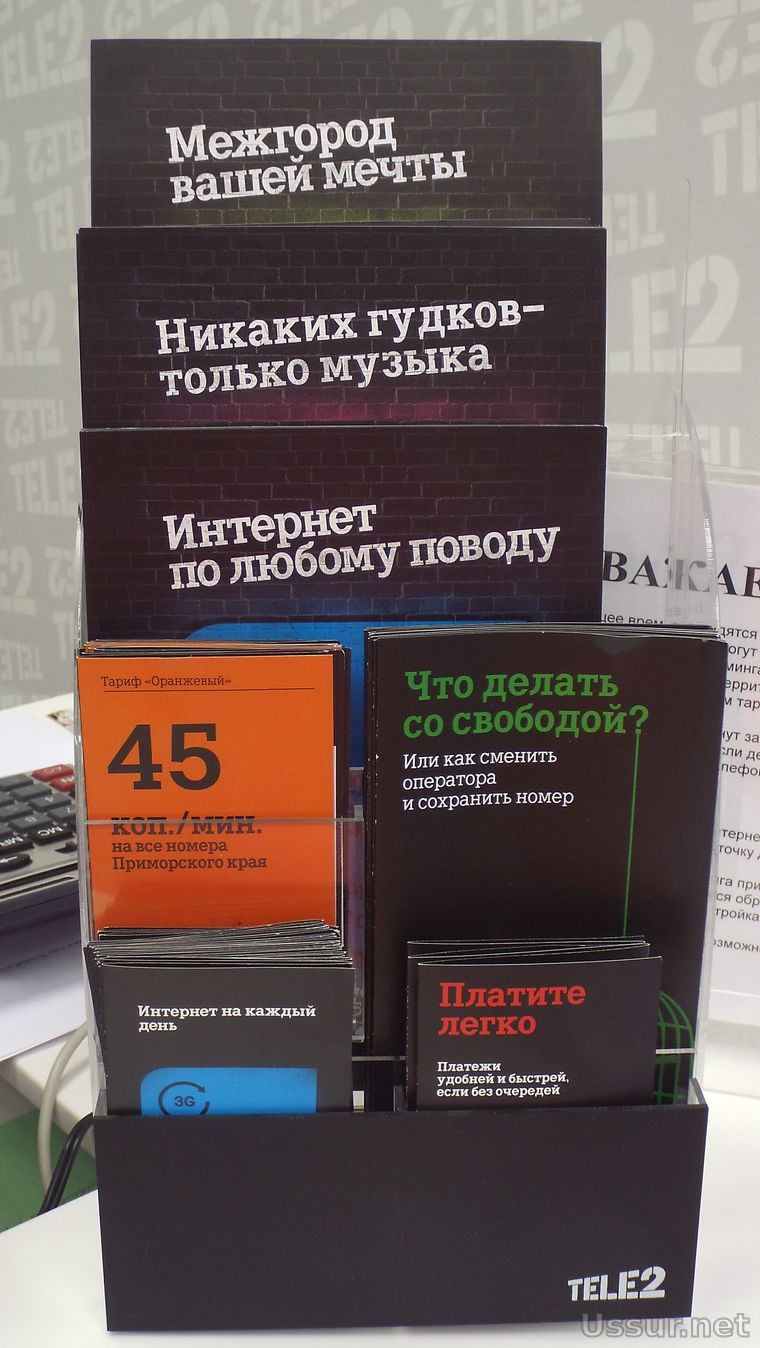 TELE2
Межгород
вашей мечты
Никаких гудков–
только музыка
Интернет
по любому поводу
Тариф «Оранжевый»
45
коп./мин.
на все номера
Приморского края
Что делать
со свободой?
Или как сменить
оператора
и сохранить номер
Интернет на каждый
день
3G
Платите
легко
Платежи
удобней и быстрей,
если без очередей
TELE2
Ussur.net